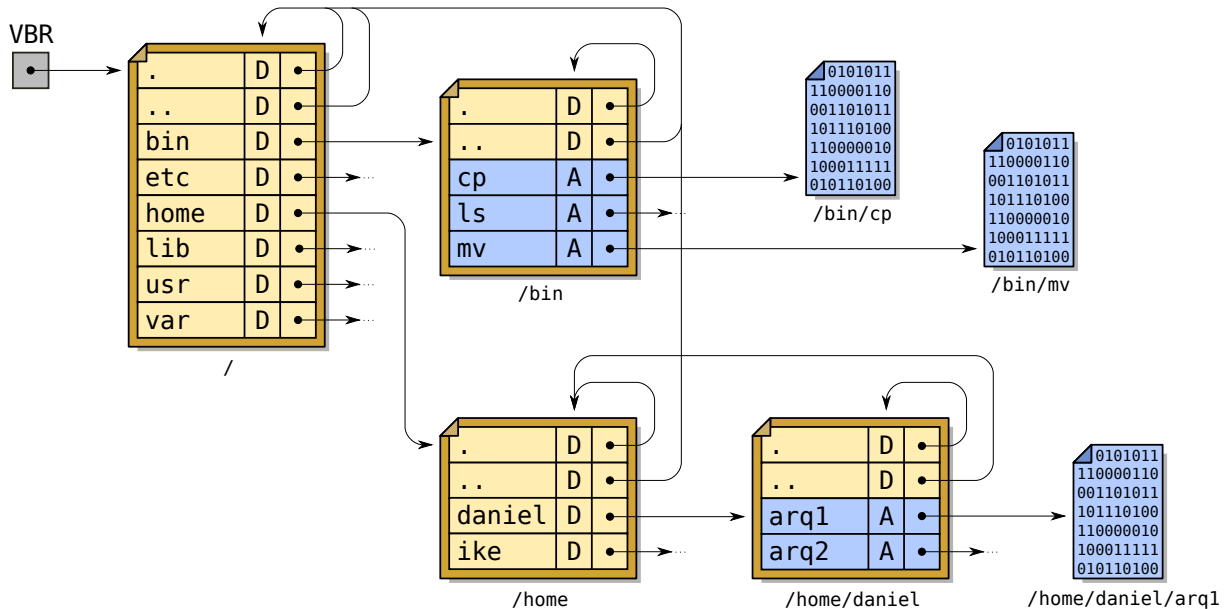 VBR
. D
.. D
bin D
etc D ...
home D
lib D ...
usr D ...
var D ...
/
. D
.. D
cp A
ls A ...
mv A
/bin
0101011
110000110
001101011
101110100
110000010
100011111
010110100
/bin/cp
0101011
110000110
001101011
101110100
110000010
100011111
010110100
/bin/mv
. D
.. D
daniel D
ike D ...
/home
. D
.. D
arq1 A
arq2 A ...
/home/daniel
0101011
110000110
001101011
101110100
110000010
100011111
010110100
/home/daniel/arq1